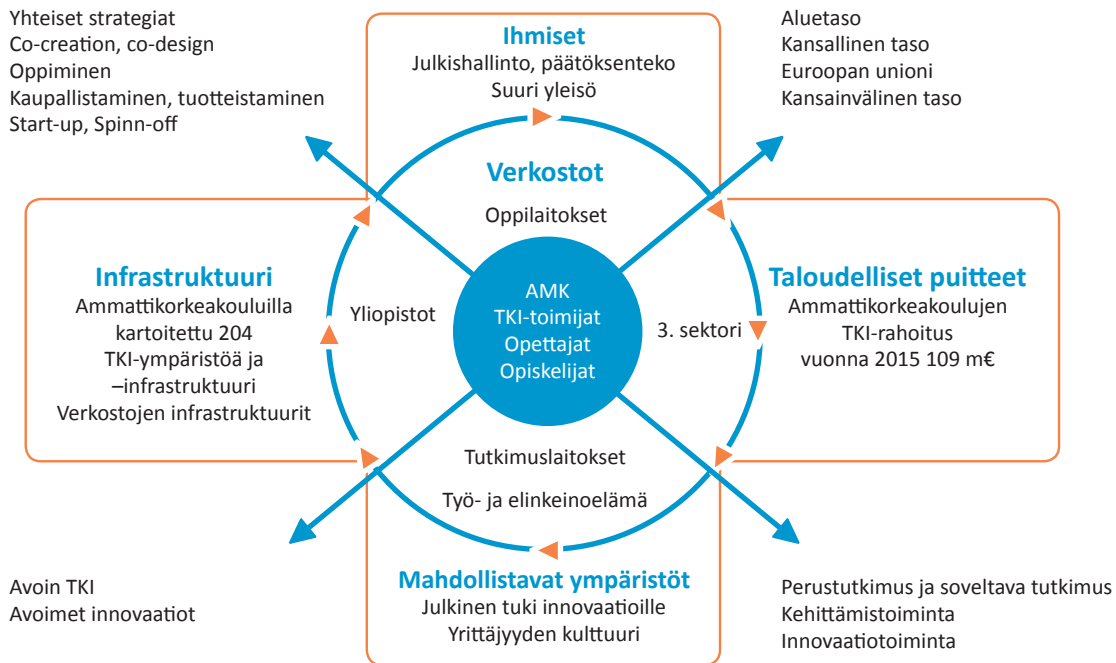 Yhteiset strategiat
Co-creation, co-design
Oppiminen
Kaupallistaminen, tuotteistaminen
Start-up, Spinn-off
Ihmiset
Julkishallinto, päätöksenteko
Suuri yleisö
Aluetaso
Kansallinen taso
Euroopan unioni
Kansainvälinen taso
Verkostot
Oppilaitokset
Infrastruktuuri
Ammattikorkeakouluilla
kartoitettu 204
TKI-ympäristöä ja
–infrastruktuuri
Verkostojen infrastruktuurit
Yliopistot
AMK
TKI-toimijat
Opettajat
Opiskelijat
3. sektori
Taloudelliset puitteet
Ammattikorkeakoulujen
TKI-rahoitus
vuonna 2015 109 m€
Tutkimuslaitokset
Työ- ja elinkeinoelämä
Mahdollistavat ympäristöt
Julkinen tuki innovaatioille
Yrittäjyyden kulttuuri
Avoin TKI
Avoimet innovaatiot
Perustutkimus ja soveltava tutkimus
Kehittämistoiminta
Innovaatiotoiminta